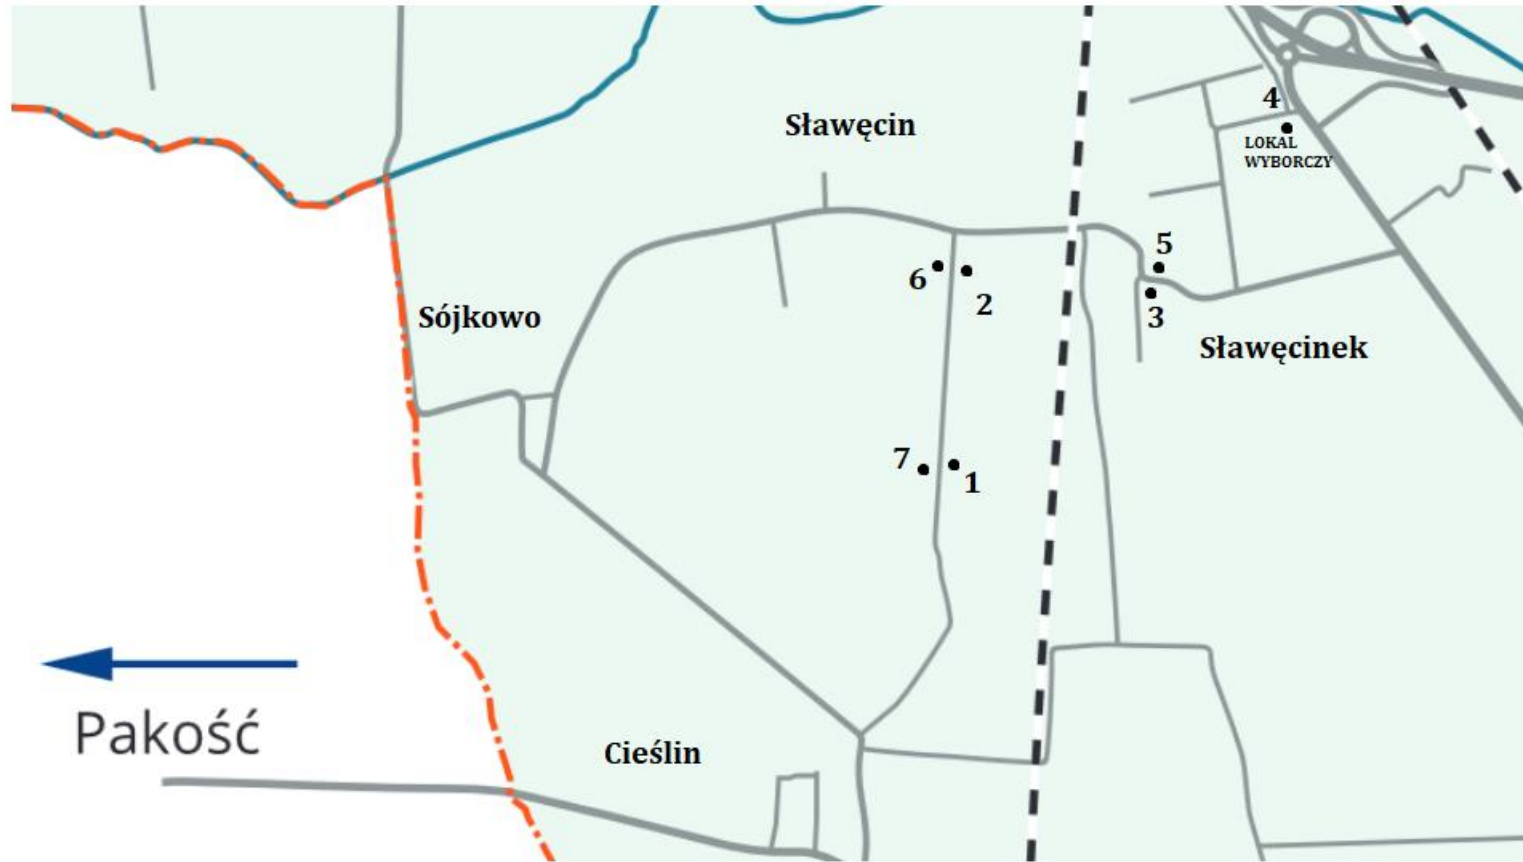 4
Sławęcin
LOKAL
WYBORCZY
5
6
2
3
Sójkowo
Sławęcinek
7
1
Pakość
Cieślin